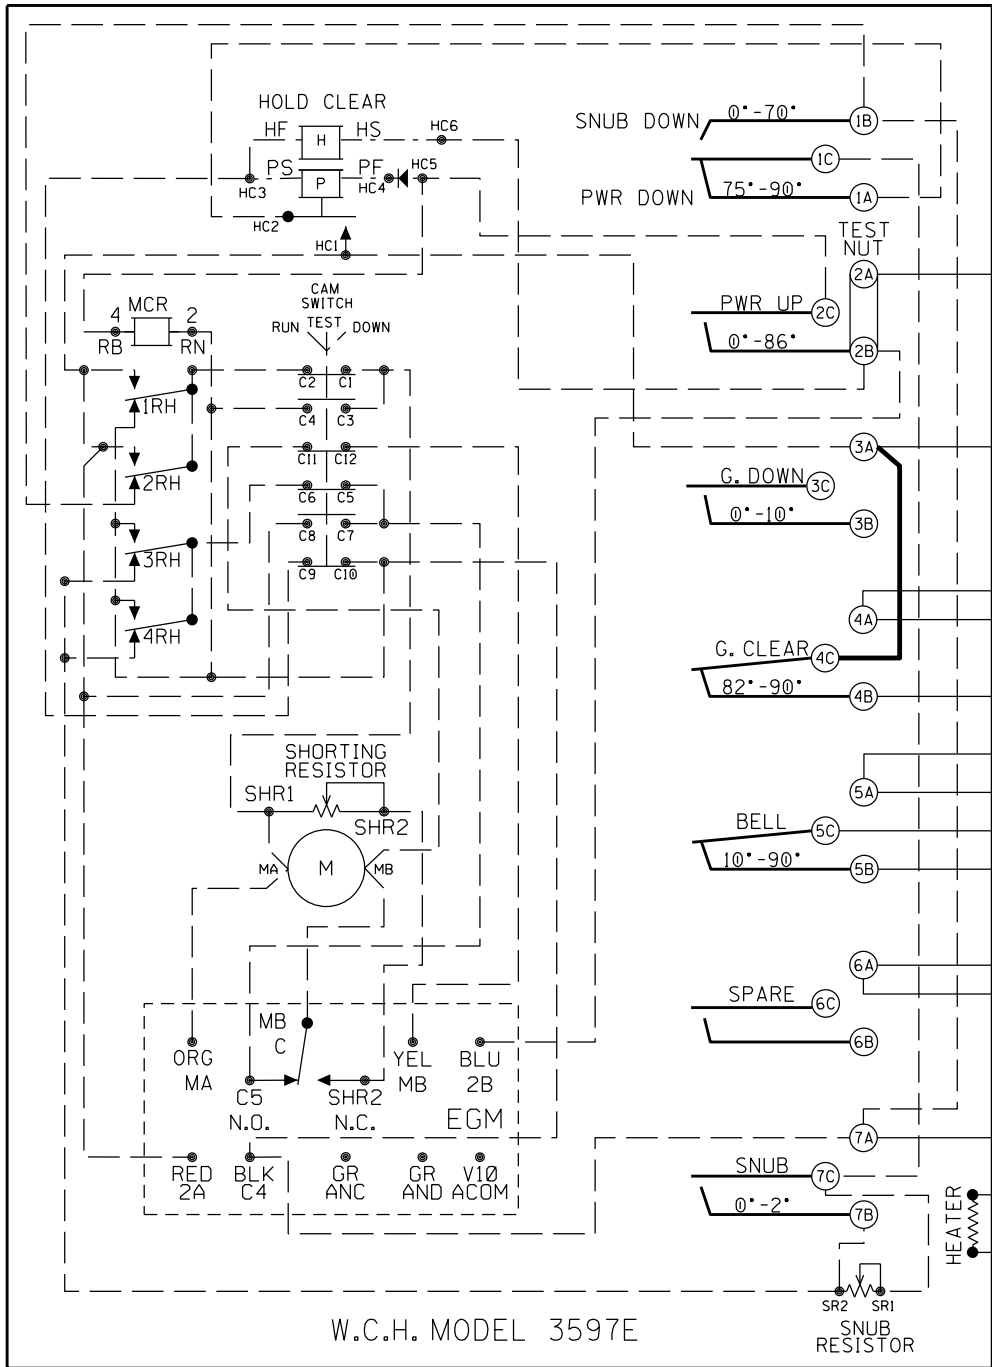 HOLD CLEAR
HF H HS HC6
SNUB DOWN 0°-70° 1B
1C
PS P PF HC5
HC3 HC4
PWR DOWN 75°-90° 1A
HC2
HC1
TEST
NUT
2A
CAM
SWITCH
RUN TEST DOWN
4 MCR 2
RB RN
PWR UP 2C
0°-86° 2B
C2 C1
1RH
C4 C3
C11 C12
3A
2RH
C6 C5
G. DOWN 3C
0°-10° 3B
C8 C7
3RH
C9 C10
4A
4RH
G. CLEAR 4C
82°-90° 4B
SHORTING
RESISTOR
SHR1 SHR2
5A
BELL 5C
10°-90° 5B
MA M MB
6A
SPARE 6C
6B
MB
C
ORG
MA
YEL
MB
BLU
2B
C5
N.O.
SHR2
N.C.
EGM
7A
RED
2A
BLK
C4
GR
ANC
GR
AND
V10
ACOM
SNUB 7C
0°-2° 7B
HEATER
SR2 SR1
SNUB
RESISTOR
W.C.H. MODEL 3597E